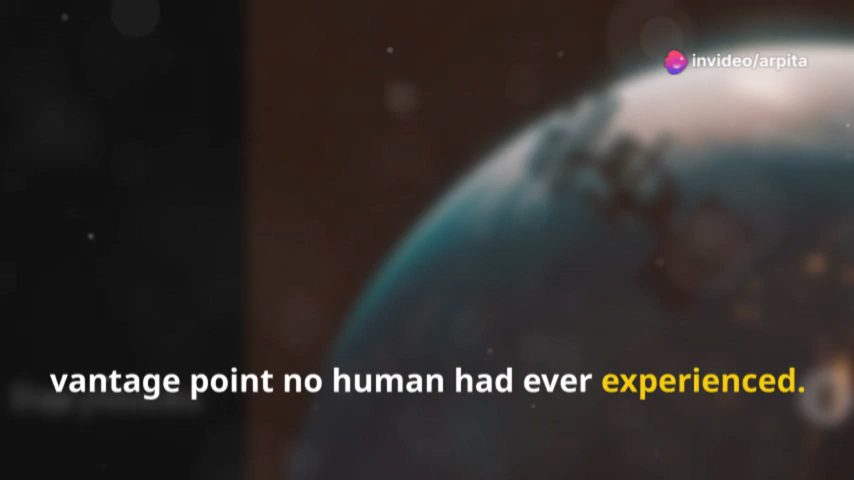 invideo/arpita
vantage point no human had ever experienced.